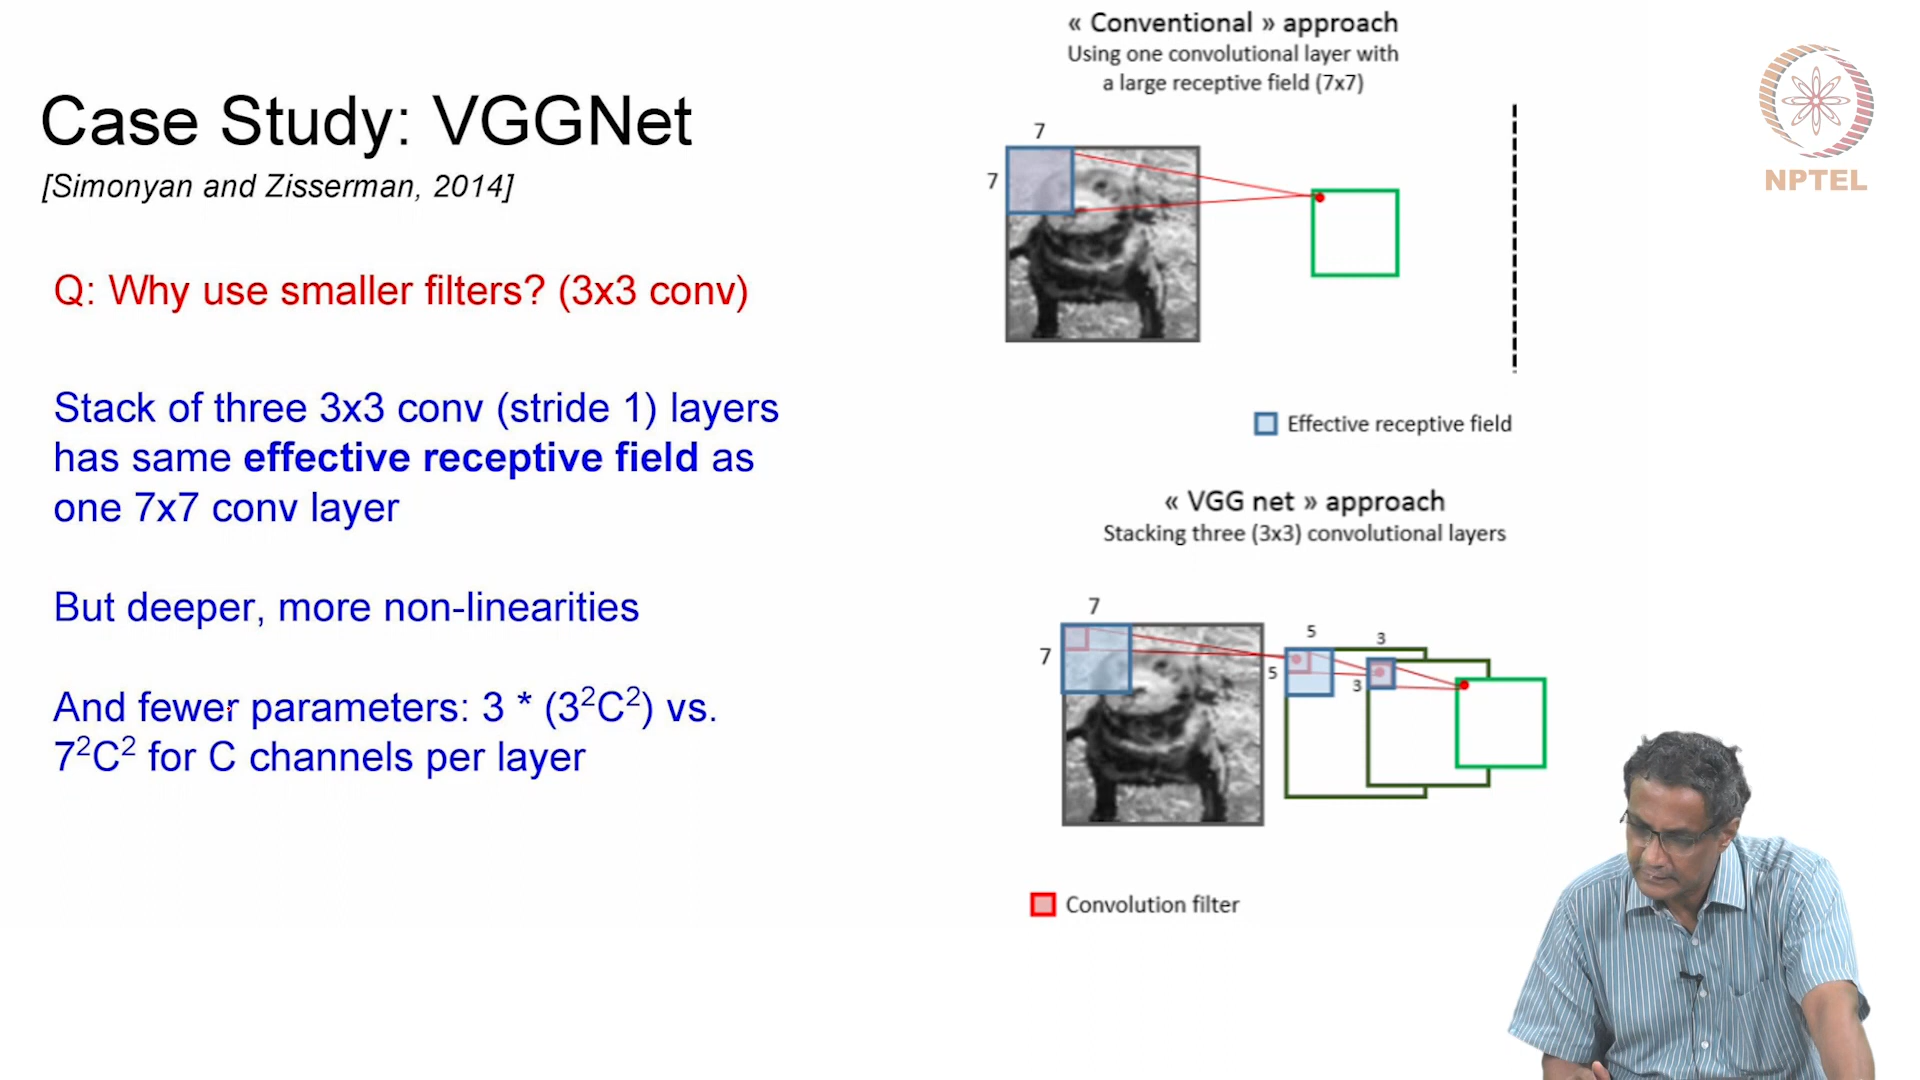 Case Study: VGGNet
[Simonyan and Zisserman, 2014]
Q: Why use smaller filters? (3x3 conv)
Stack of three 3x3 conv (stride 1) layers
has same effective receptive field as
one 7x7 conv layer
But deeper, more non-linearities
And fewer parameters: 3 * (3²C²) vs.
7²C² for C channels per layer
« Conventional » approach
Using one convolutional layer with
a large receptive field (7x7)
7
7
Effective receptive field
« VGG net » approach
Stacking three (3x3) convolutional layers
7
7
5
5
3
3
Convolution filter
NPTEL